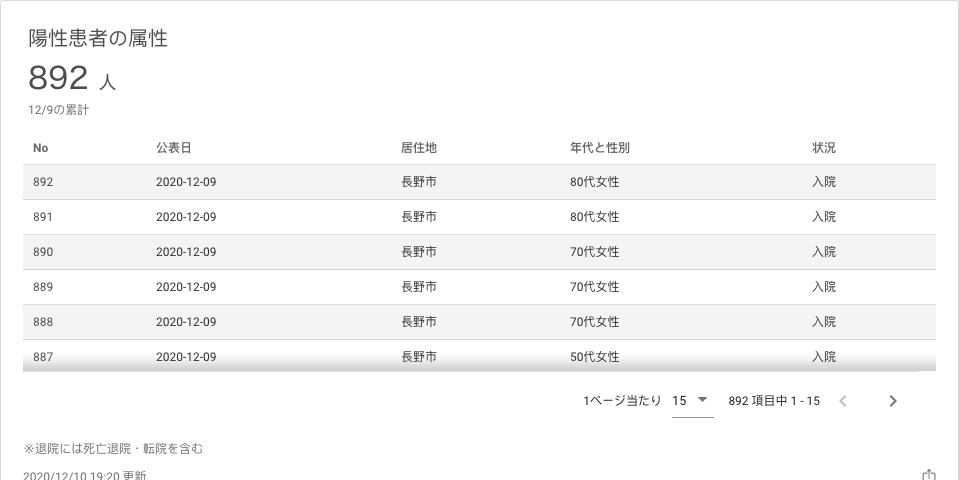 陽性患者の属性
892 人
12/9の累計
No 公表日 居住地 年代と性別 状況
892 2020-12-09 長野市 80代女性 入院
891 2020-12-09 長野市 80代女性 入院
890 2020-12-09 長野市 70代女性 入院
889 2020-12-09 長野市 70代女性 入院
888 2020-12-09 長野市 70代女性 入院
887 2020-12-09 長野市 50代女性 入院
1ページ当たり 15 892 項目中 1 - 15
※退院には死亡退院・転院を含む
2020/12/10 19:20 更新